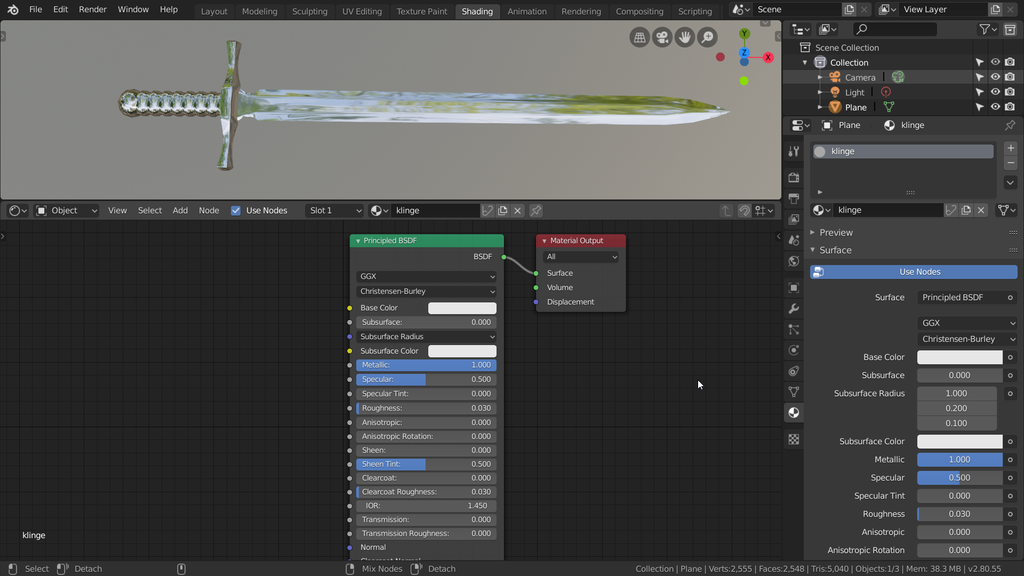 File Edit Render Window Help Layout Modeling Sculpting UV Editing Texture Paint Shading Animation Rendering Compositing Scripting Scene View Layer
Y
Z
X
Scene Collection
Collection
Camera
Light
Plane
Plane klinge
klinge
Object View Select Add Node Use Nodes Slot 1 klinge
klinge
Preview
Surface
Use Nodes
Surface Principled BSDF
GGX
Christensen-Burley
Base Color
Subsurface 0.000
Subsurface Radius 1.000
0.200
0.100
Subsurface Color
Metallic 1.000
Specular 0.500
Specular Tint 0.000
Roughness 0.030
Anisotropic 0.000
Anisotropic Rotation 0.000
Principled BSDF
BSDF
GGX
Christensen-Burley
Base Color
Subsurface: 0.000
Subsurface Radius
Subsurface Color
Metallic: 1.000
Specular: 0.500
Specular Tint: 0.000
Roughness: 0.030
Anisotropic: 0.000
Anisotropic Rotation: 0.000
Sheen: 0.000
Sheen Tint: 0.500
Clearcoat: 0.000
Clearcoat Roughness: 0.030
IOR: 1.450
Transmission: 0.000
Transmission Roughness: 0.000
Normal
Material Output
All
Surface
Volume
Displacement
klinge
Select Detach Mix Nodes Detach Collection | Plane | Verts:2,555 | Faces:2,548 | Tris:5,040 | Objects:1/3 | Mem: 38.3 MB | v2.80.55